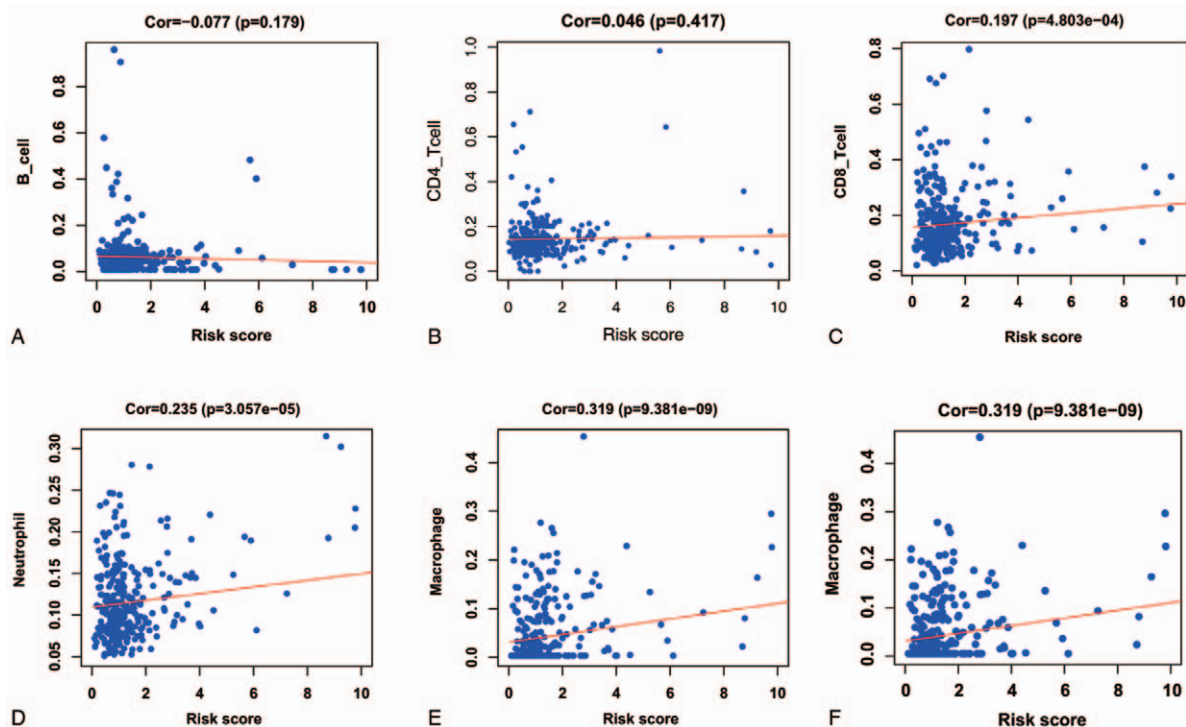 Cor=−0.077 (p=0.179)
B_cell
0.8
0.6
0.4
0.2
0.0
0 2 4 6 8 10
Risk score
A
Cor=0.046 (p=0.417)
CD4_Tcell
1.0
0.8
0.6
0.4
0.2
0.0
0 2 4 6 8 10
Risk score
B
Cor=0.197 (p=4.803e−04)
CD8_Tcell
0.8
0.6
0.4
0.2
0.0
0 2 4 6 8 10
Risk score
C
Cor=0.235 (p=3.057e−05)
Neutrophil
0.30
0.25
0.20
0.15
0.10
0.05
0 2 4 6 8 10
Risk score
D
Cor=0.319 (p=9.381e−09)
Macrophage
0.4
0.3
0.2
0.1
0.0
0 2 4 6 8 10
Risk score
E
Cor=0.319 (p=9.381e−09)
Macrophage
0.4
0.3
0.2
0.1
0.0
0 2 4 6 8 10
Risk score
F